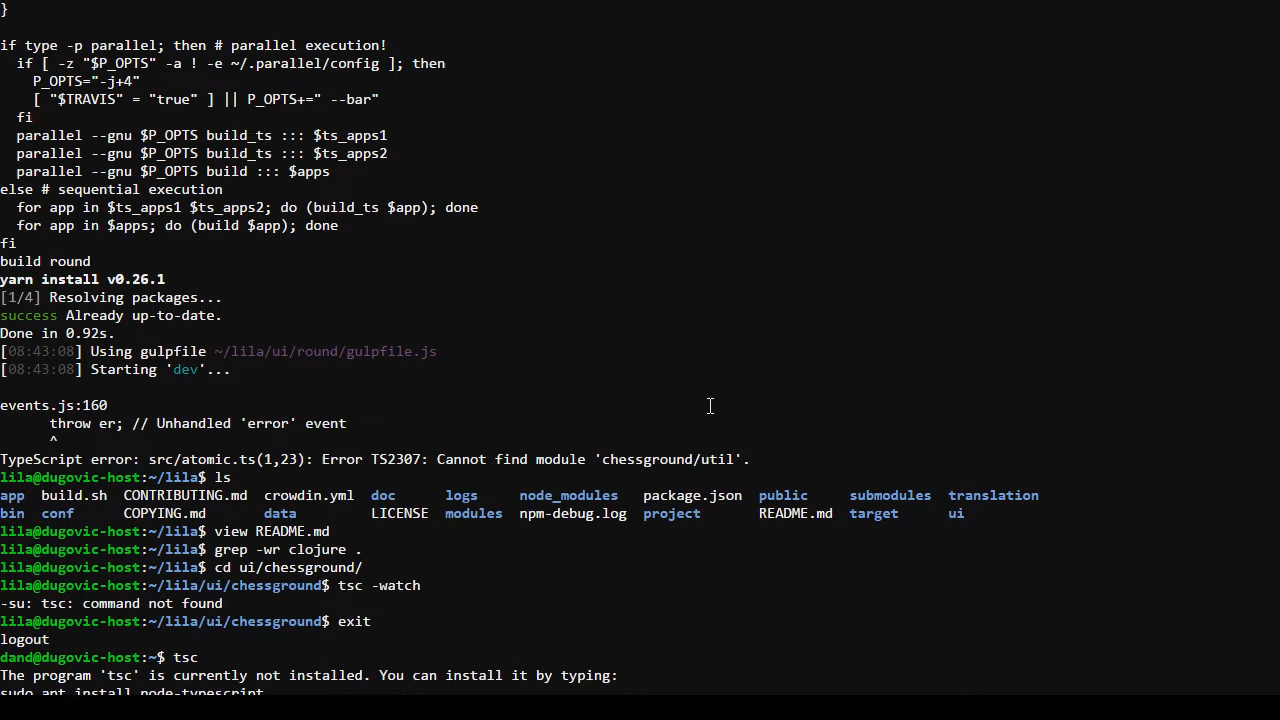 }
if type -p parallel; then # parallel execution!
  if [ -z "$P_OPTS" -a ! -e ~/.parallel/config ]; then
    P_OPTS="-j+4"
    [ "$TRAVIS" = "true" ] || P_OPTS+=" --bar"
  fi
  parallel --gnu $P_OPTS build_ts ::: $ts_apps1
  parallel --gnu $P_OPTS build_ts ::: $ts_apps2
  parallel --gnu $P_OPTS build ::: $apps
else # sequential execution
  for app in $ts_apps1 $ts_apps2; do (build_ts $app); done
  for app in $apps; do (build $app); done
fi
build round
yarn install v0.26.1
[1/4] Resolving packages...
success Already up-to-date.
Done in 0.92s.
[08:43:08] Using gulpfile ~/lila/ui/round/gulpfile.js
[08:43:08] Starting 'dev'...
events.js:160
      throw er; // Unhandled 'error' event
      ^
TypeScript error: src/atomic.ts(1,23): Error TS2307: Cannot find module 'chessground/util'.
lila@dugovic-host:~/lila$ ls
app  build.sh  CONTRIBUTING.md  crowdin.yml  doc   logs     node_modules   package.json  public     submodules  translation
bin  conf      COPYING.md       data         LICENSE  modules  npm-debug.log  project       README.md  target      ui
lila@dugovic-host:~/lila$ view README.md
lila@dugovic-host:~/lila$ grep -wr clojure .
lila@dugovic-host:~/lila$ cd ui/chessground/
lila@dugovic-host:~/lila/ui/chessground$ tsc -watch
-su: tsc: command not found
lila@dugovic-host:~/lila/ui/chessground$ exit
logout
dand@dugovic-host:~$ tsc
The program 'tsc' is currently not installed. You can install it by typing:
sudo apt install node-typescript